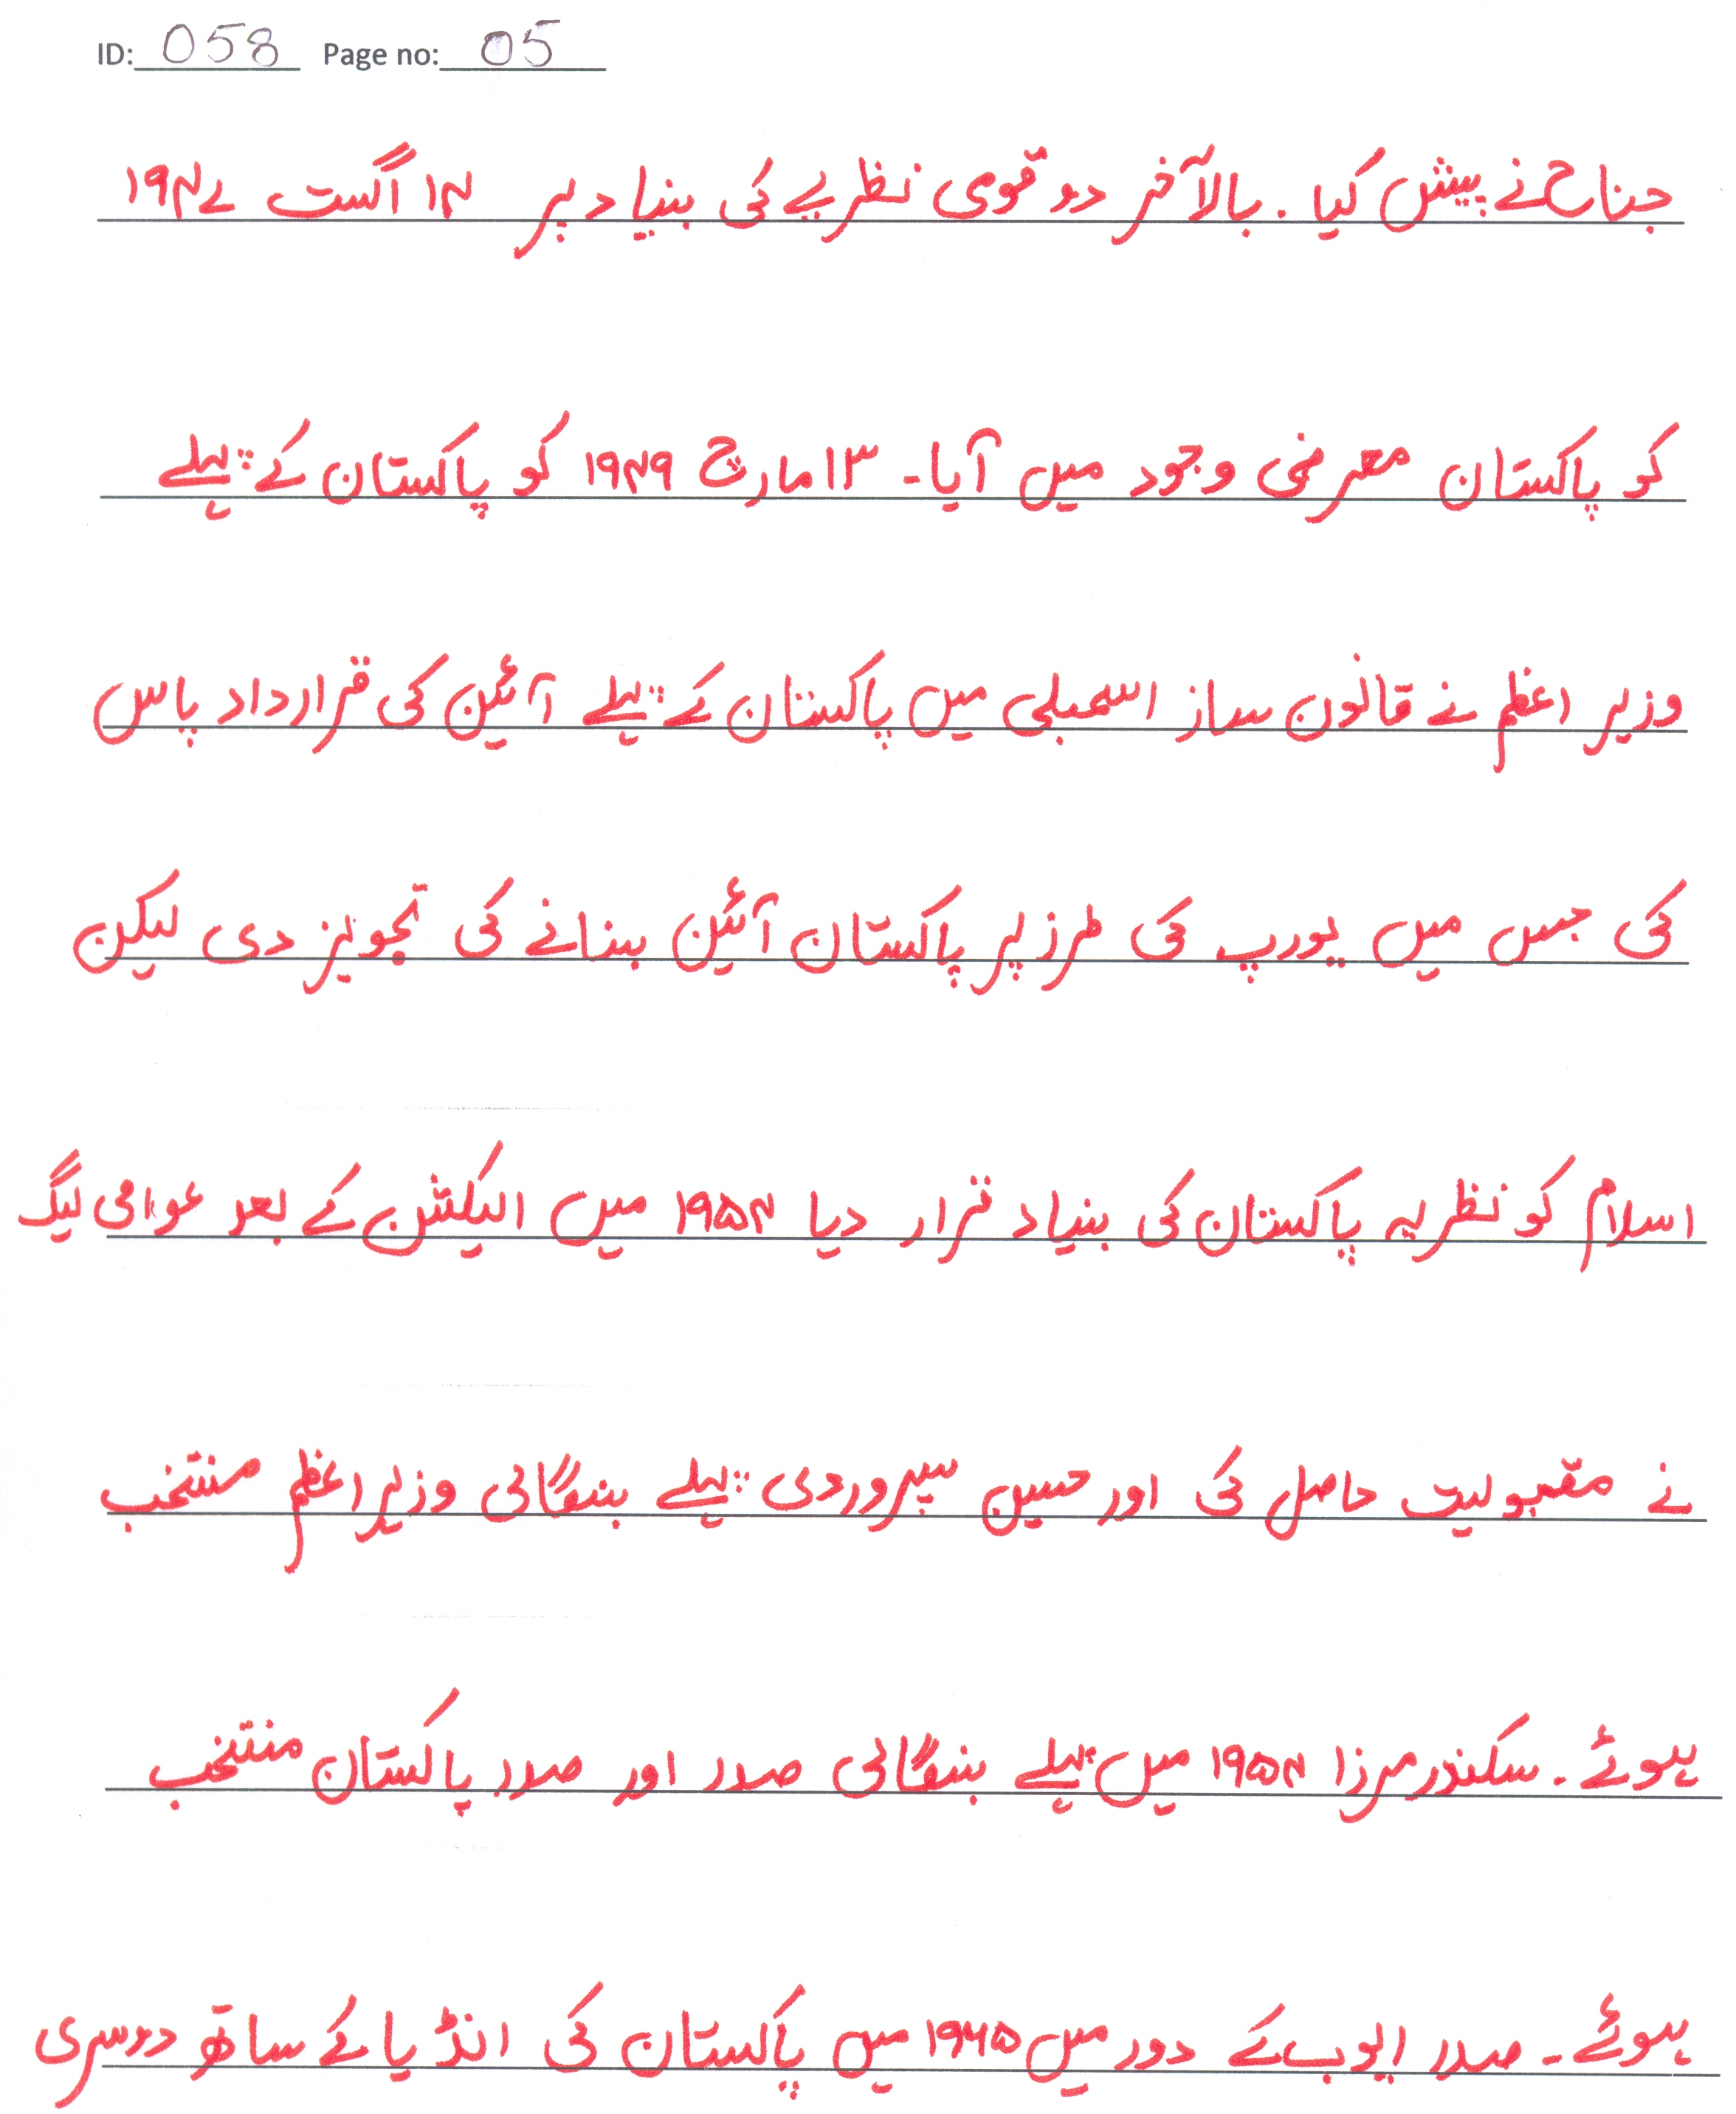 ID: 058 Page no: 05
جناح نے پیش کیا۔ بالآخر دو قومی نظریے کی بنیاد پر ۱۴ اگست ۱۹۴۷
کو پاکستان معرضی وجود میں آیا۔ ۱۳ مارچ ۱۹۴۹ کو پاکستان کے پہلے
وزیر اعظم نے قانون ساز اسمبلی میں پاکستان کے پہلے آئین کی قرارداد پاس
کی جس میں یورپ کی طرز پر پاکستان آئین بنانے کی تجویز دی لیکن
اسلام کو نظریہ پاکستان کی بنیاد قرار دیا ۱۹۵۴ میں الیکشن کے بعد عوامی لیگ
نے مقبولیت حاصل کی اور حسین سہروردی پہلے بنگالی وزیر اعظم منتخب
ہوئے۔ سکندر مرزا ۱۹۵۴ میں پہلے بنگالی صدر اور صدر پاکستان منتخب
ہوئے۔ صدر ایوب کے دور میں ۱۹۶۵ میں پاکستان کی انڈیا کے ساتھ دوسری